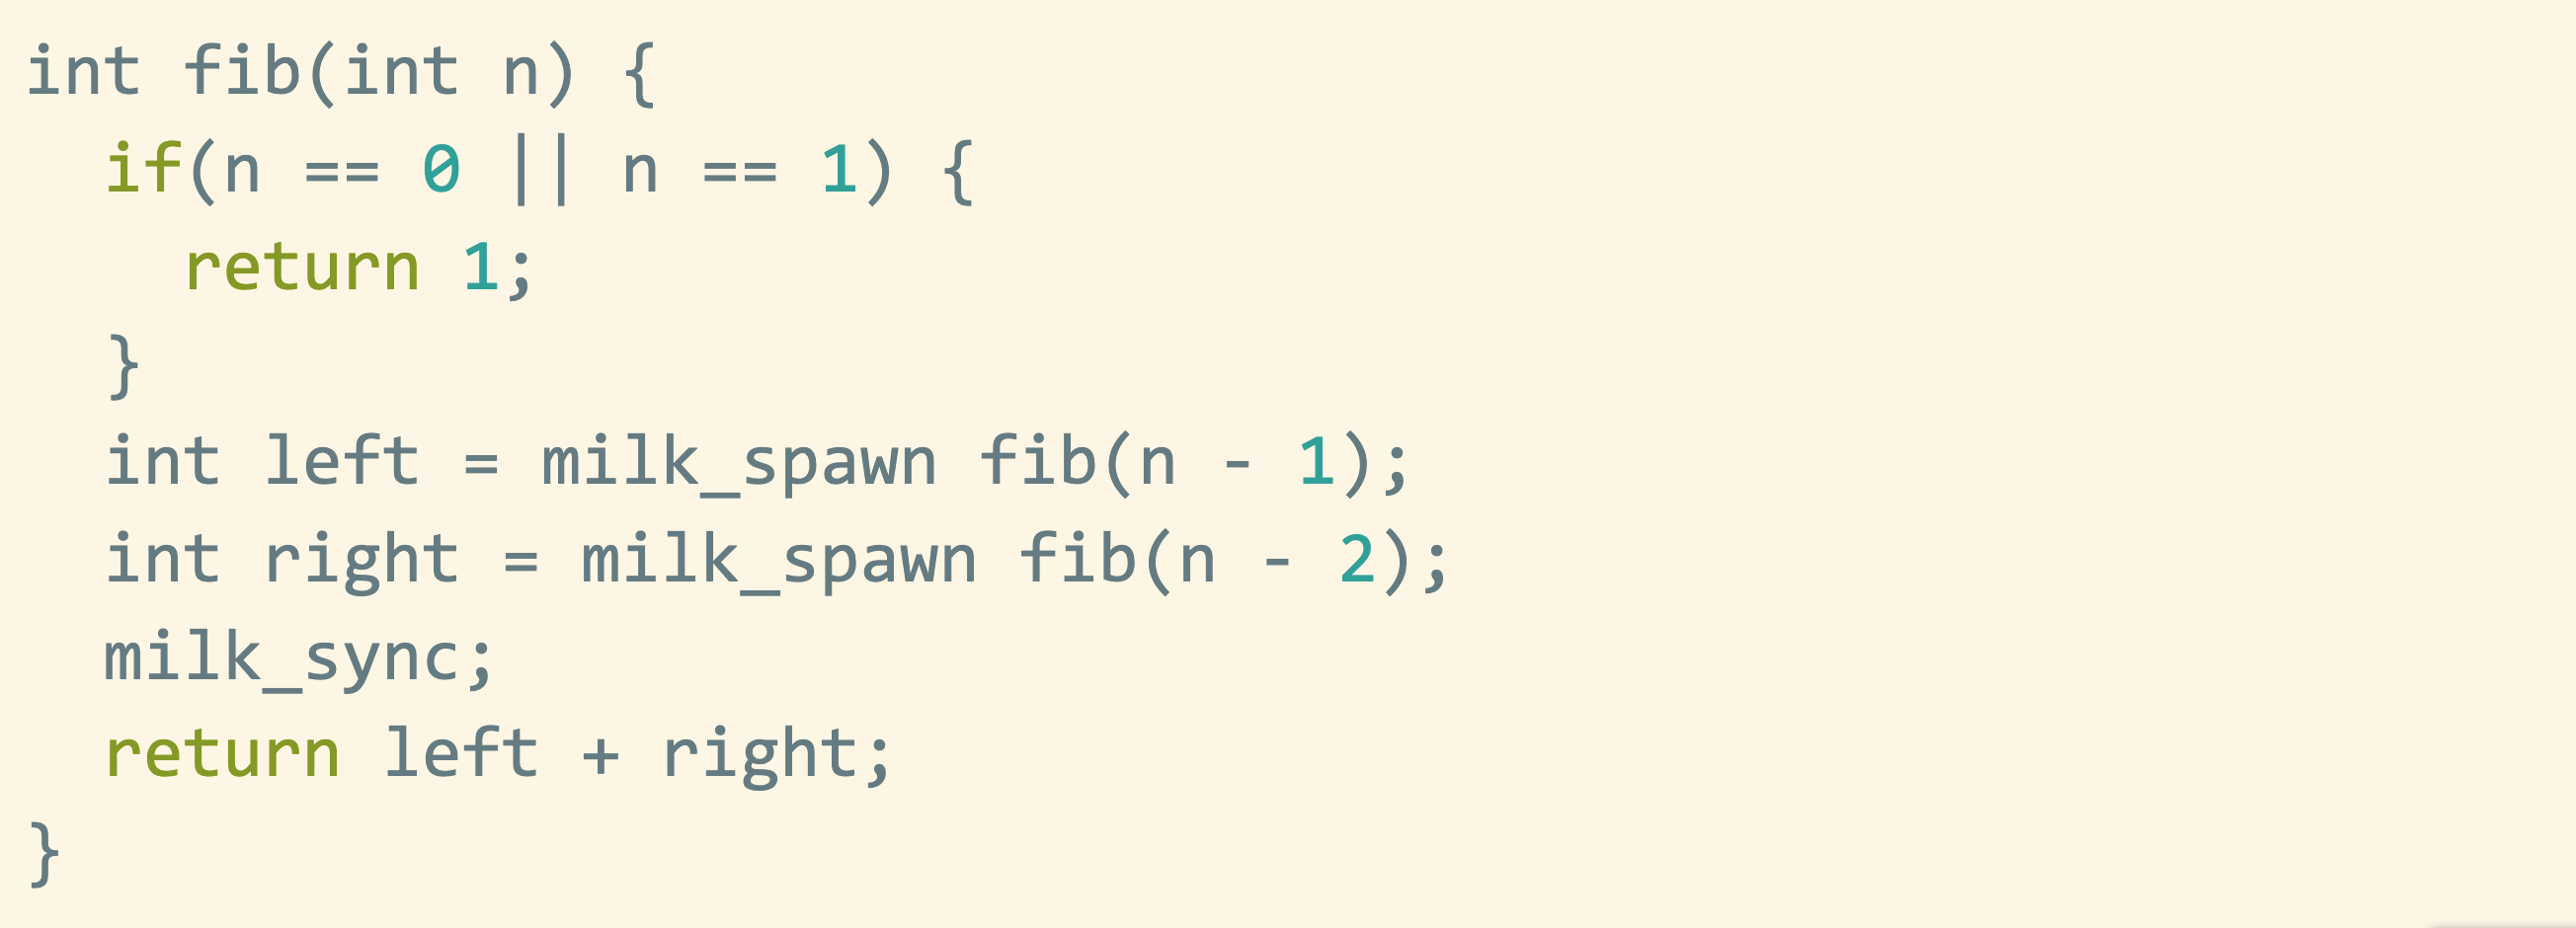 int fib(int n) {
  if(n == 0 || n == 1) {
    return 1;
  }
  int left = milk_spawn fib(n - 1);
  int right = milk_spawn fib(n - 2);
  milk_sync;
  return left + right;
}